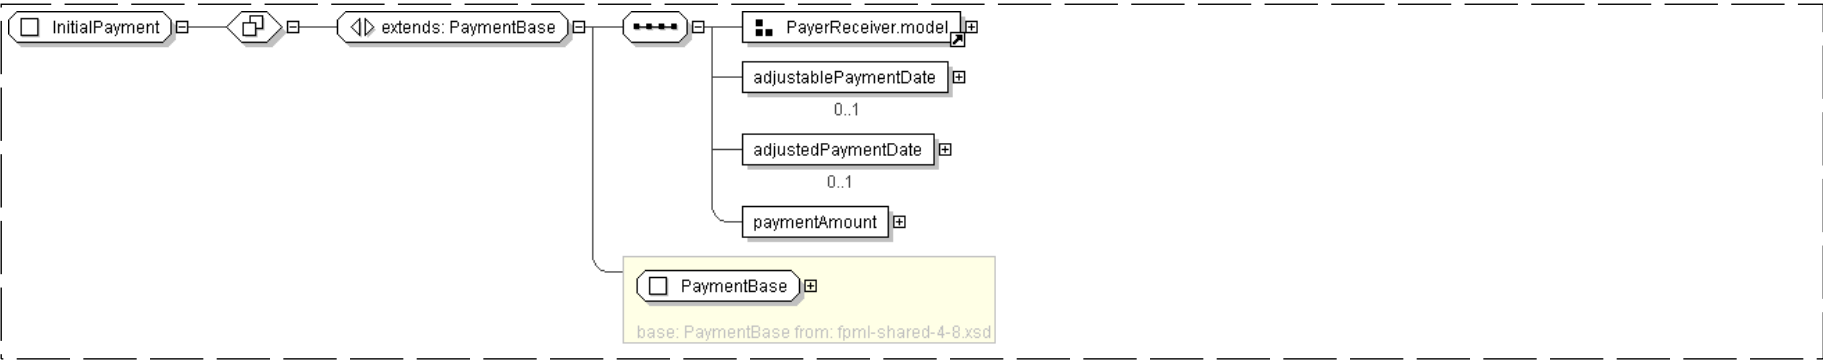 InitialPayment
extends: PaymentBase
PayerReceiver.model
adjustablePaymentDate
0..1
adjustedPaymentDate
0..1
paymentAmount
PaymentBase
base: PaymentBase from: fpml-shared-4-8.xsd